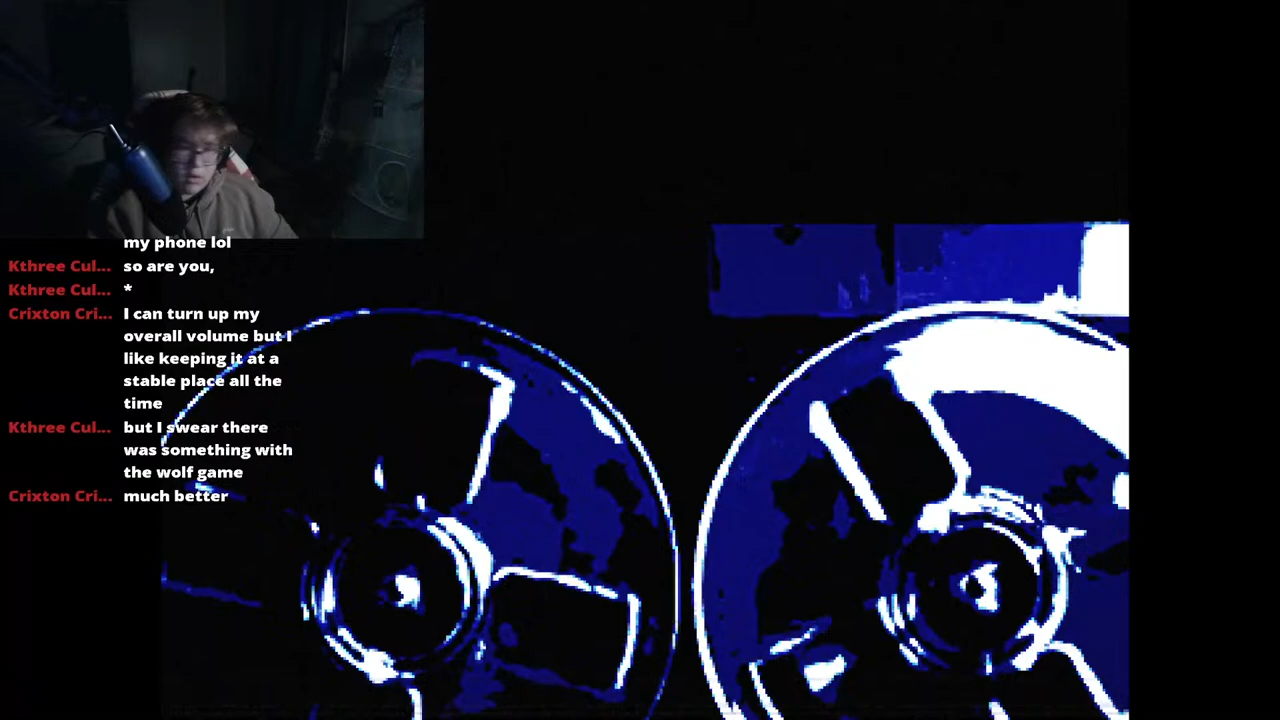 my phone lol
Kthree Cul... so are you,
Kthree Cul... *
Crixton Cri... I can turn up my
overall volume but I
like keeping it at a
stable place all the
time
Kthree Cul... but I swear there
was something with
the wolf game
Crixton Cri... much better